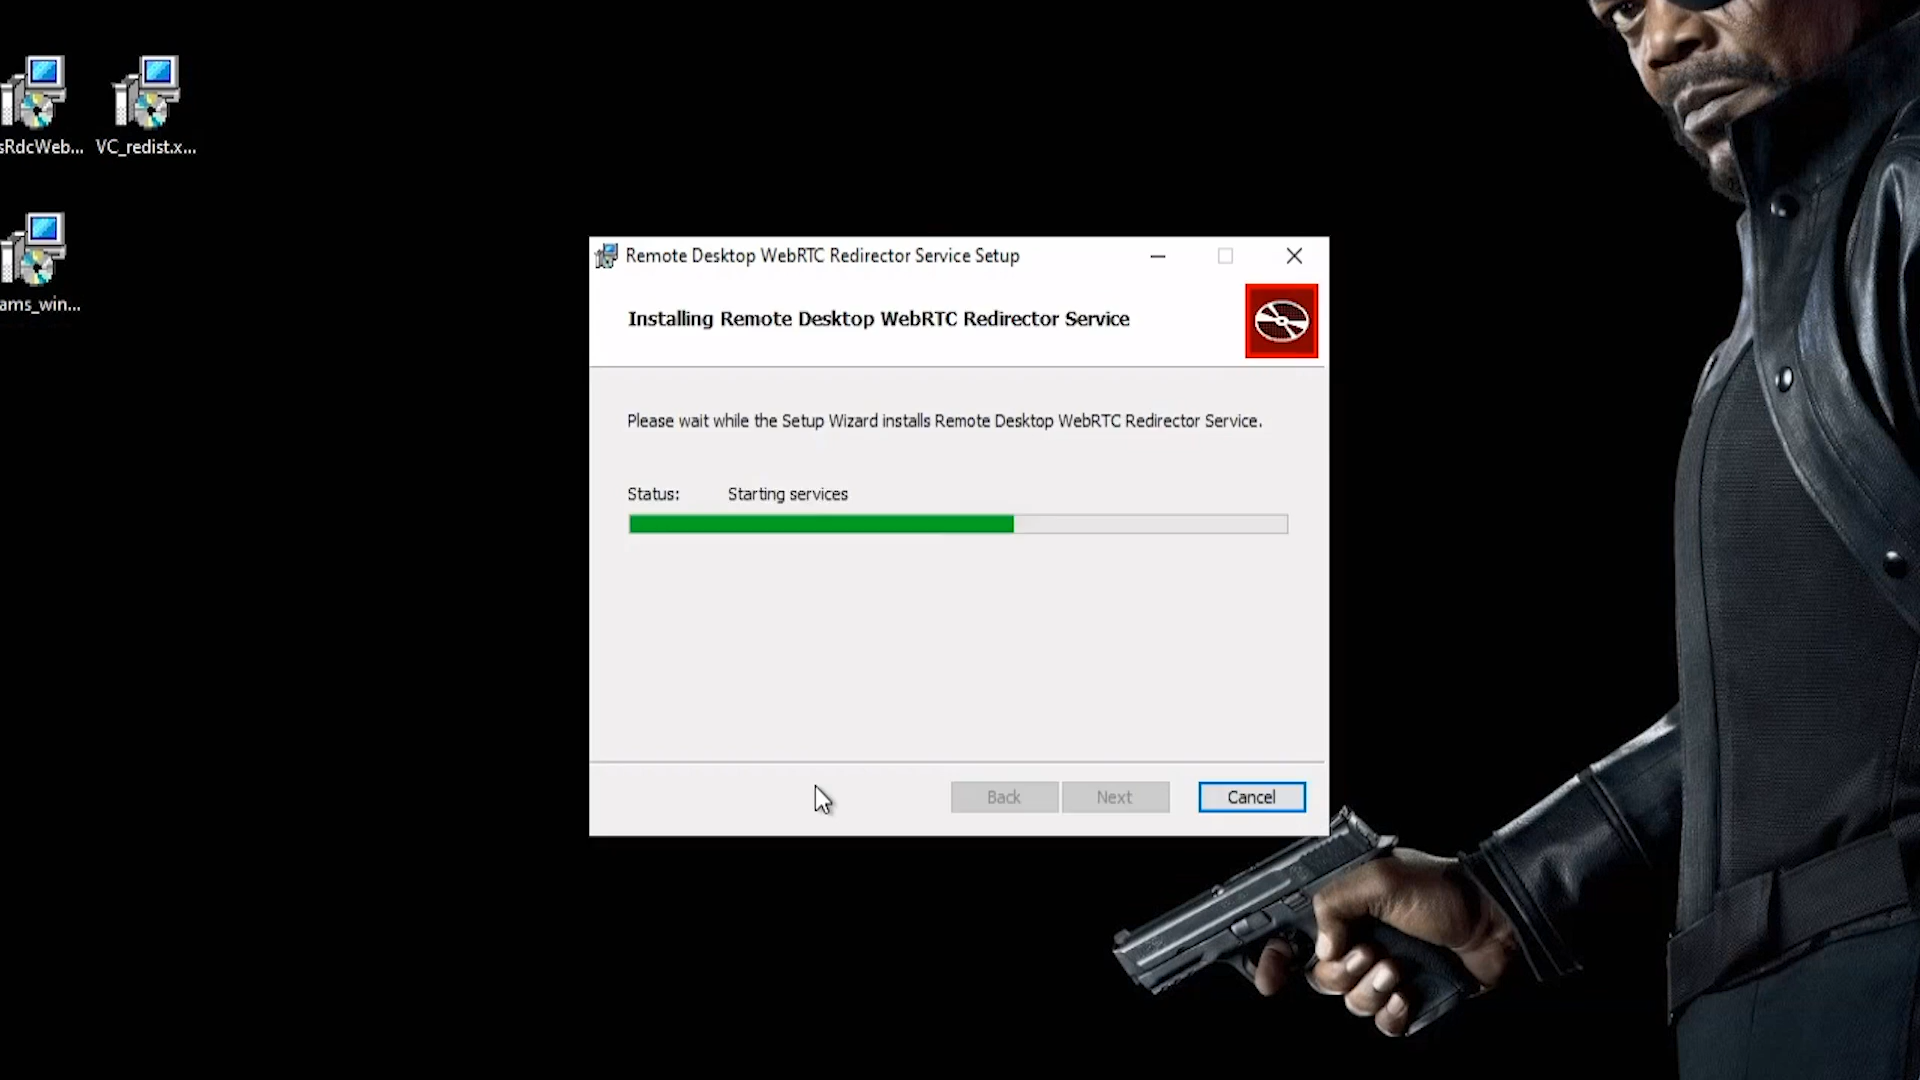 sRdcWeb...
VC_redist.x...
ams_win...
Remote Desktop WebRTC Redirector Service Setup
Installing Remote Desktop WebRTC Redirector Service
Please wait while the Setup Wizard installs Remote Desktop WebRTC Redirector Service.
Status: Starting services
Back Next Cancel